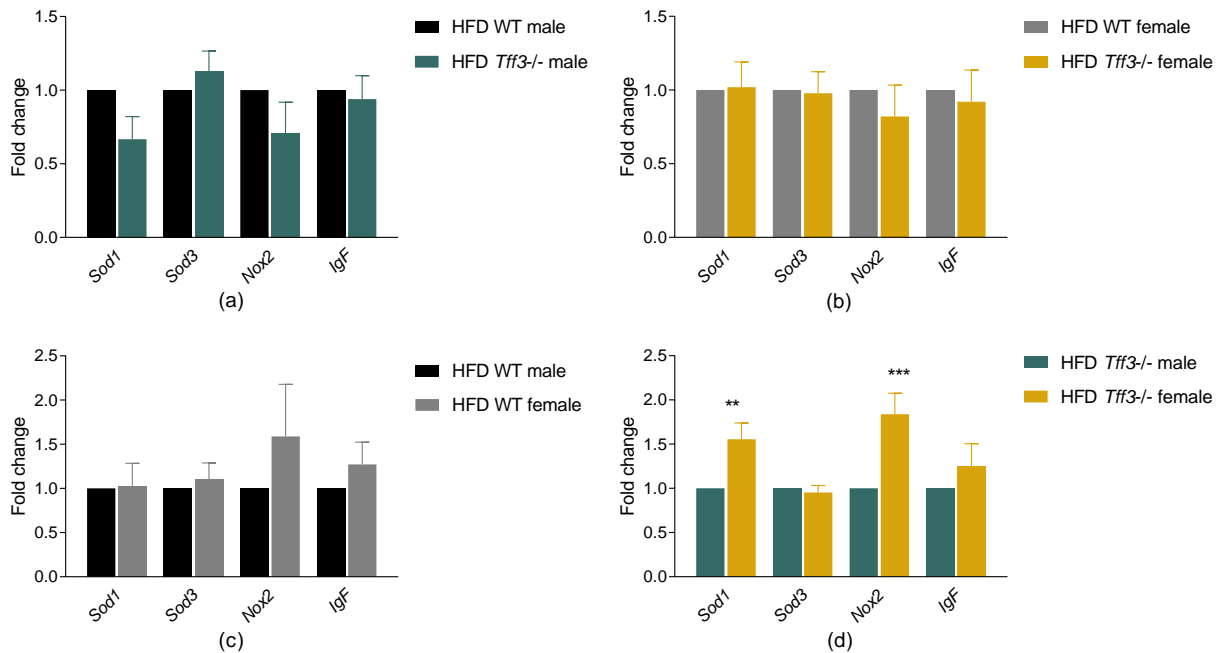 1.5
1.0
0.5
0.0
Fold change
Sod1
Sod3
Nox2
IgF
HFD WT male
HFD Tff3-/- male
(a)
1.5
1.0
0.5
0.0
Fold change
Sod1
Sod3
Nox2
IgF
HFD WT female
HFD Tff3-/- female
(b)
2.5
2.0
1.5
1.0
0.5
0.0
Fold change
Sod1
Sod3
Nox2
IgF
HFD WT male
HFD WT female
(c)
2.5
2.0
1.5
1.0
0.5
0.0
Fold change
**
***
Sod1
Sod3
Nox2
IgF
HFD Tff3-/- male
HFD Tff3-/- female
(d)